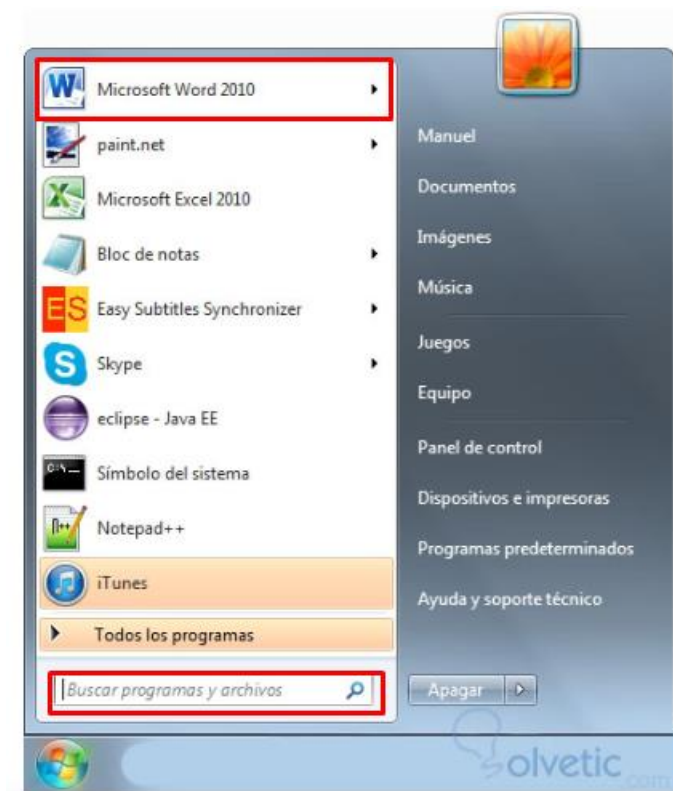 Microsoft Word 2010
paint.net
Microsoft Excel 2010
Bloc de notas
ES Easy Subtitles Synchronizer
Skype
eclipse - Java EE
C:\_ Símbolo del sistema
Notepad++
iTunes
Todos los programas
Buscar programas y archivos
Manuel
Documentos
Imágenes
Música
Juegos
Equipo
Panel de control
Dispositivos e impresoras
Programas predeterminados
Ayuda y soporte técnico
Apagar
Solvetic.com